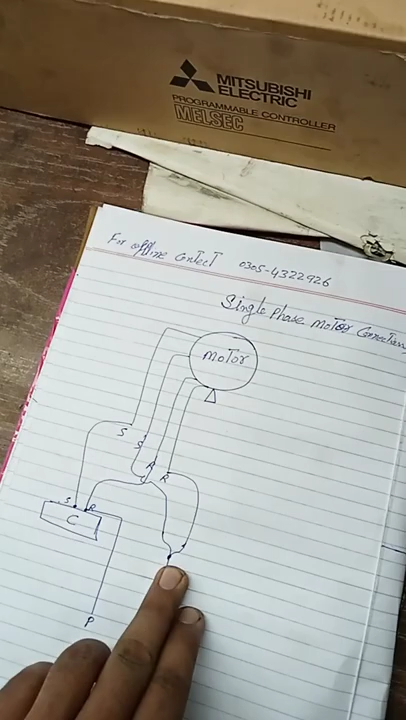 MITSUBISHI
ELECTRIC
PROGRAMMABLE CONTROLLER
MELSEC
For offline contect 0305-4322926
Single phase motor Connection
MoTor
S
S
R
R
S R
C
P